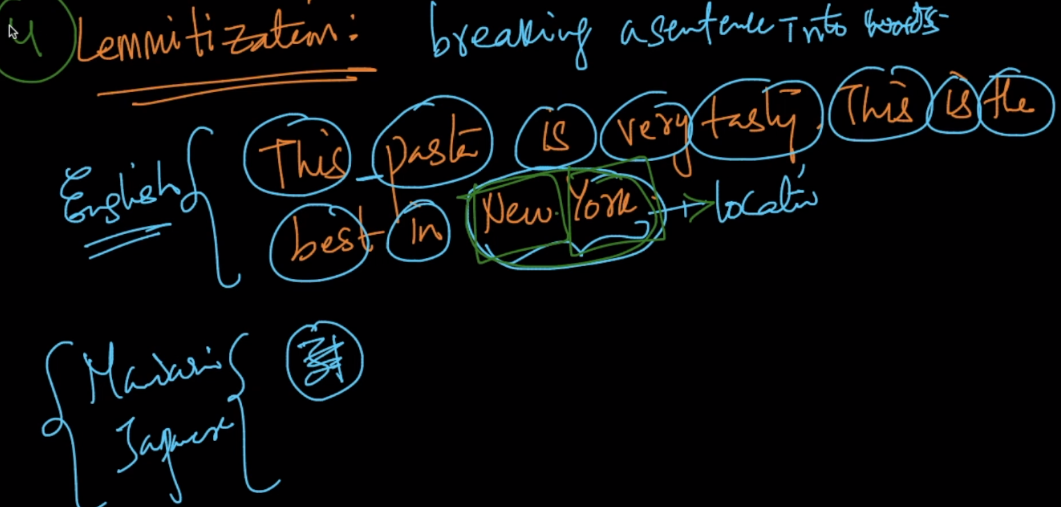 4 Lemmitization: breaking a sentence into words
This pasta is very tasty. This is the
English best in New York → location
Japanese